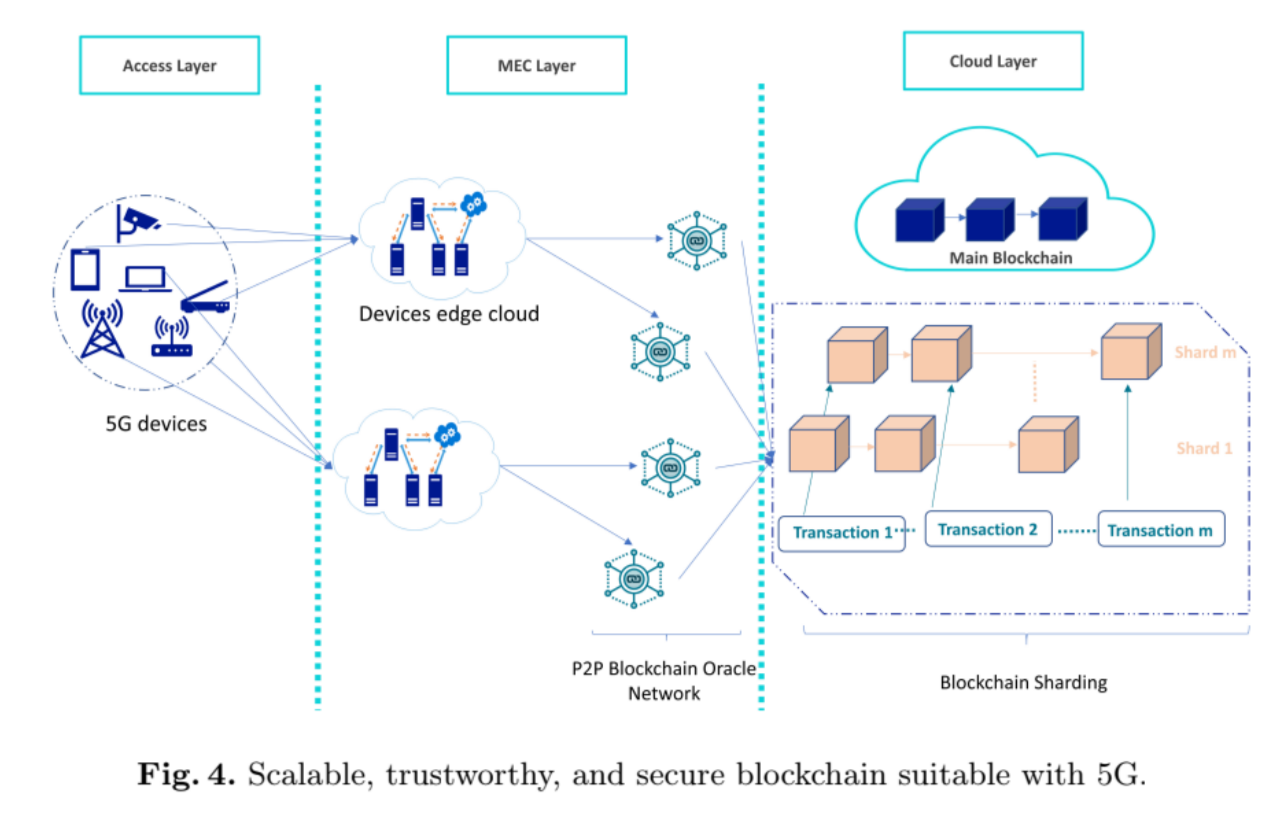 Access Layer
MEC Layer
Cloud Layer
Main Blockchain
Devices edge cloud
5G devices
Shard m
Shard 1
Transaction 1
Transaction 2
Transaction m
P2P Blockchain Oracle
Network
Blockchain Sharding
Fig. 4. Scalable, trustworthy, and secure blockchain suitable with 5G.